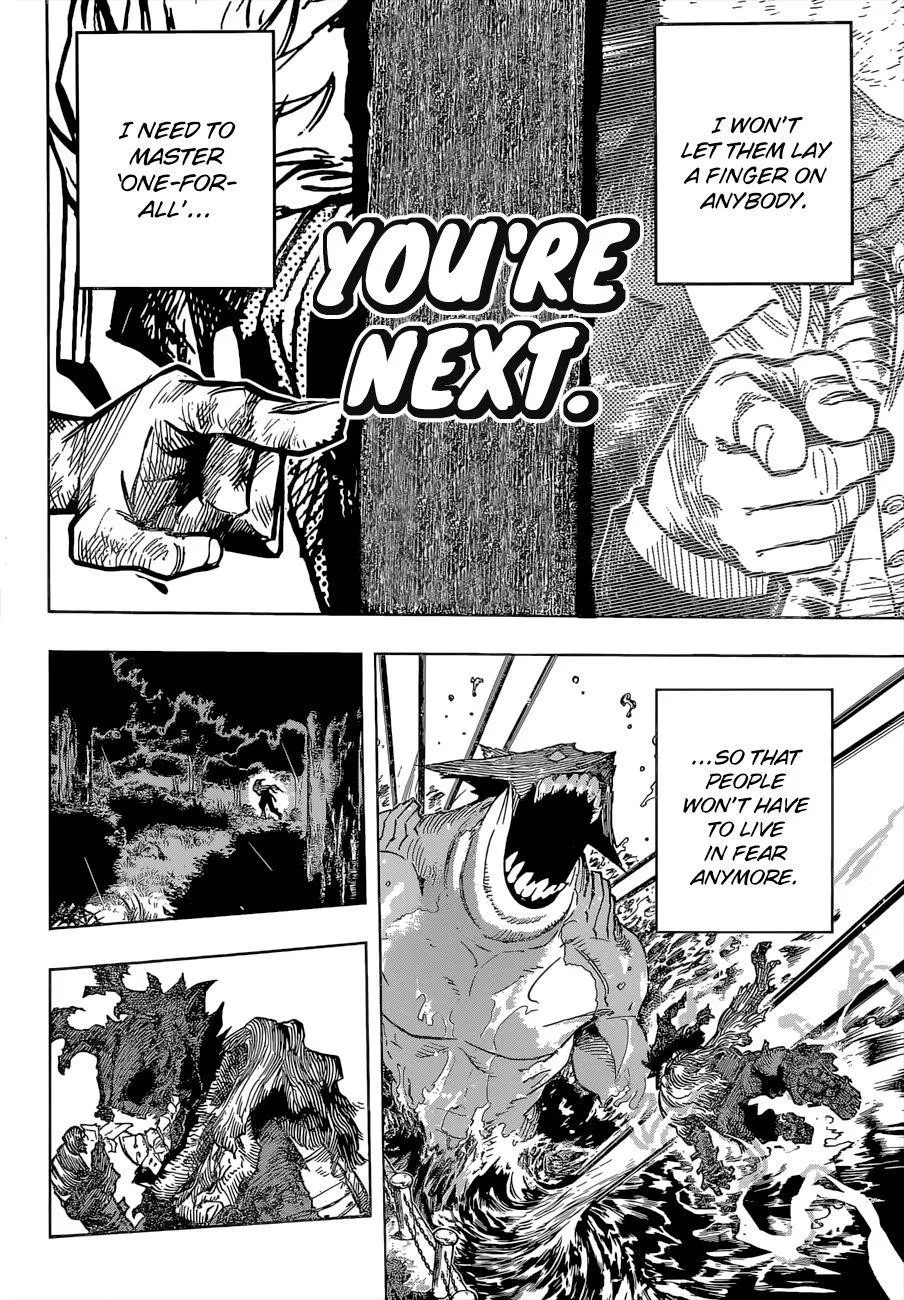 I WON'T
LET THEM LAY
A FINGER ON
ANYBODY.
YOU'RE
NEXT.
I NEED TO
MASTER
'ONE-FOR-
ALL'...
...SO THAT
PEOPLE
WON'T HAVE
TO LIVE
IN FEAR
ANYMORE.